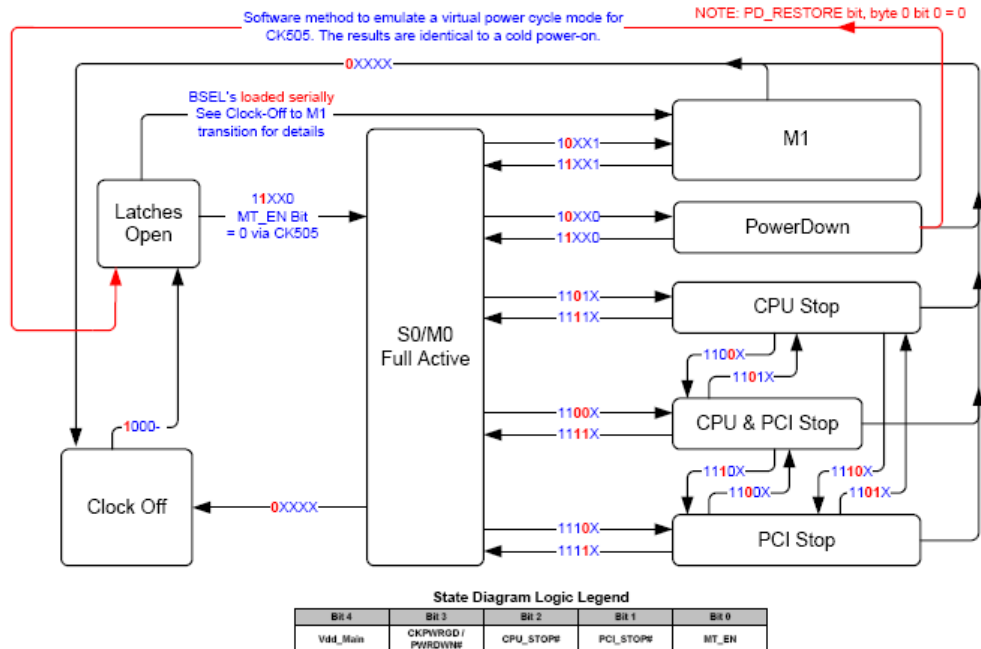 Software method to emulate a virtual power cycle mode for
CK505. The results are identical to a cold power-on.
NOTE: PD_RESTORE bit, byte 0 bit 0 = 0
0XXXX
BSEL's loaded serially
See Clock-Off to M1
transition for details
M1
10XX1
11XX1
Latches
Open
11XX0
MT_EN Bit
= 0 via CK505
10XX0
11XX0
PowerDown
S0/M0
Full Active
1101X
1111X
CPU Stop
1100X
1101X
1100X
1111X
CPU & PCI Stop
1000-
1110X
1100X
1110X
1101X
Clock Off
0XXXX
1110X
1111X
PCI Stop
State Diagram Logic Legend
Bit 4 Bit 3 Bit 2 Bit 1 Bit 0
Vdd_Main CKPWRGD / PWRDWN# CPU_STOP# PCI_STOP# MT_EN